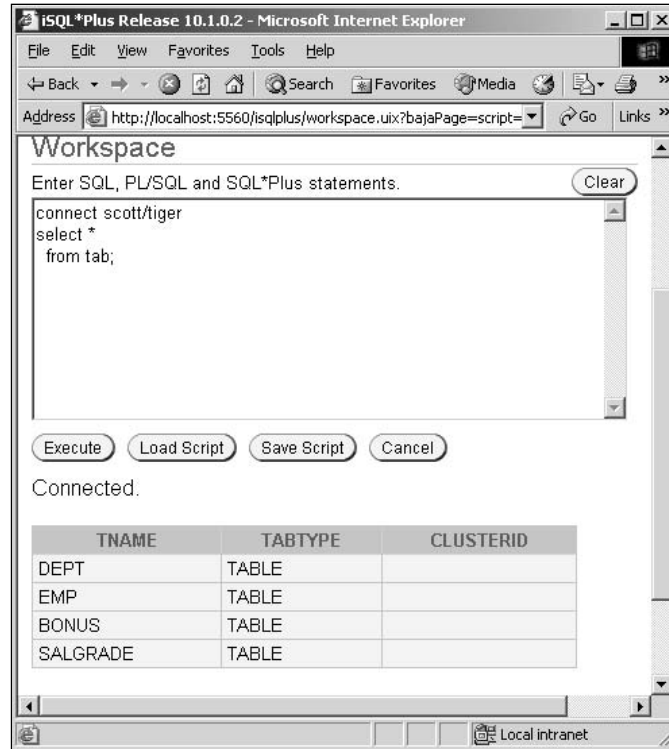 iSQL*Plus Release 10.1.0.2 - Microsoft Internet Explorer
File Edit View Favorites Tools Help
Back Search Favorites Media
Address http://localhost:5560/isqlplus/workspace.uix?bajaPage=script= Go Links
Workspace
Enter SQL, PL/SQL and SQL*Plus statements. Clear
connect scott/tiger
select *
from tab;
Execute Load Script Save Script Cancel
Connected.
TNAME TABTYPE CLUSTERID
DEPT TABLE
EMP TABLE
BONUS TABLE
SALGRADE TABLE
Local intranet